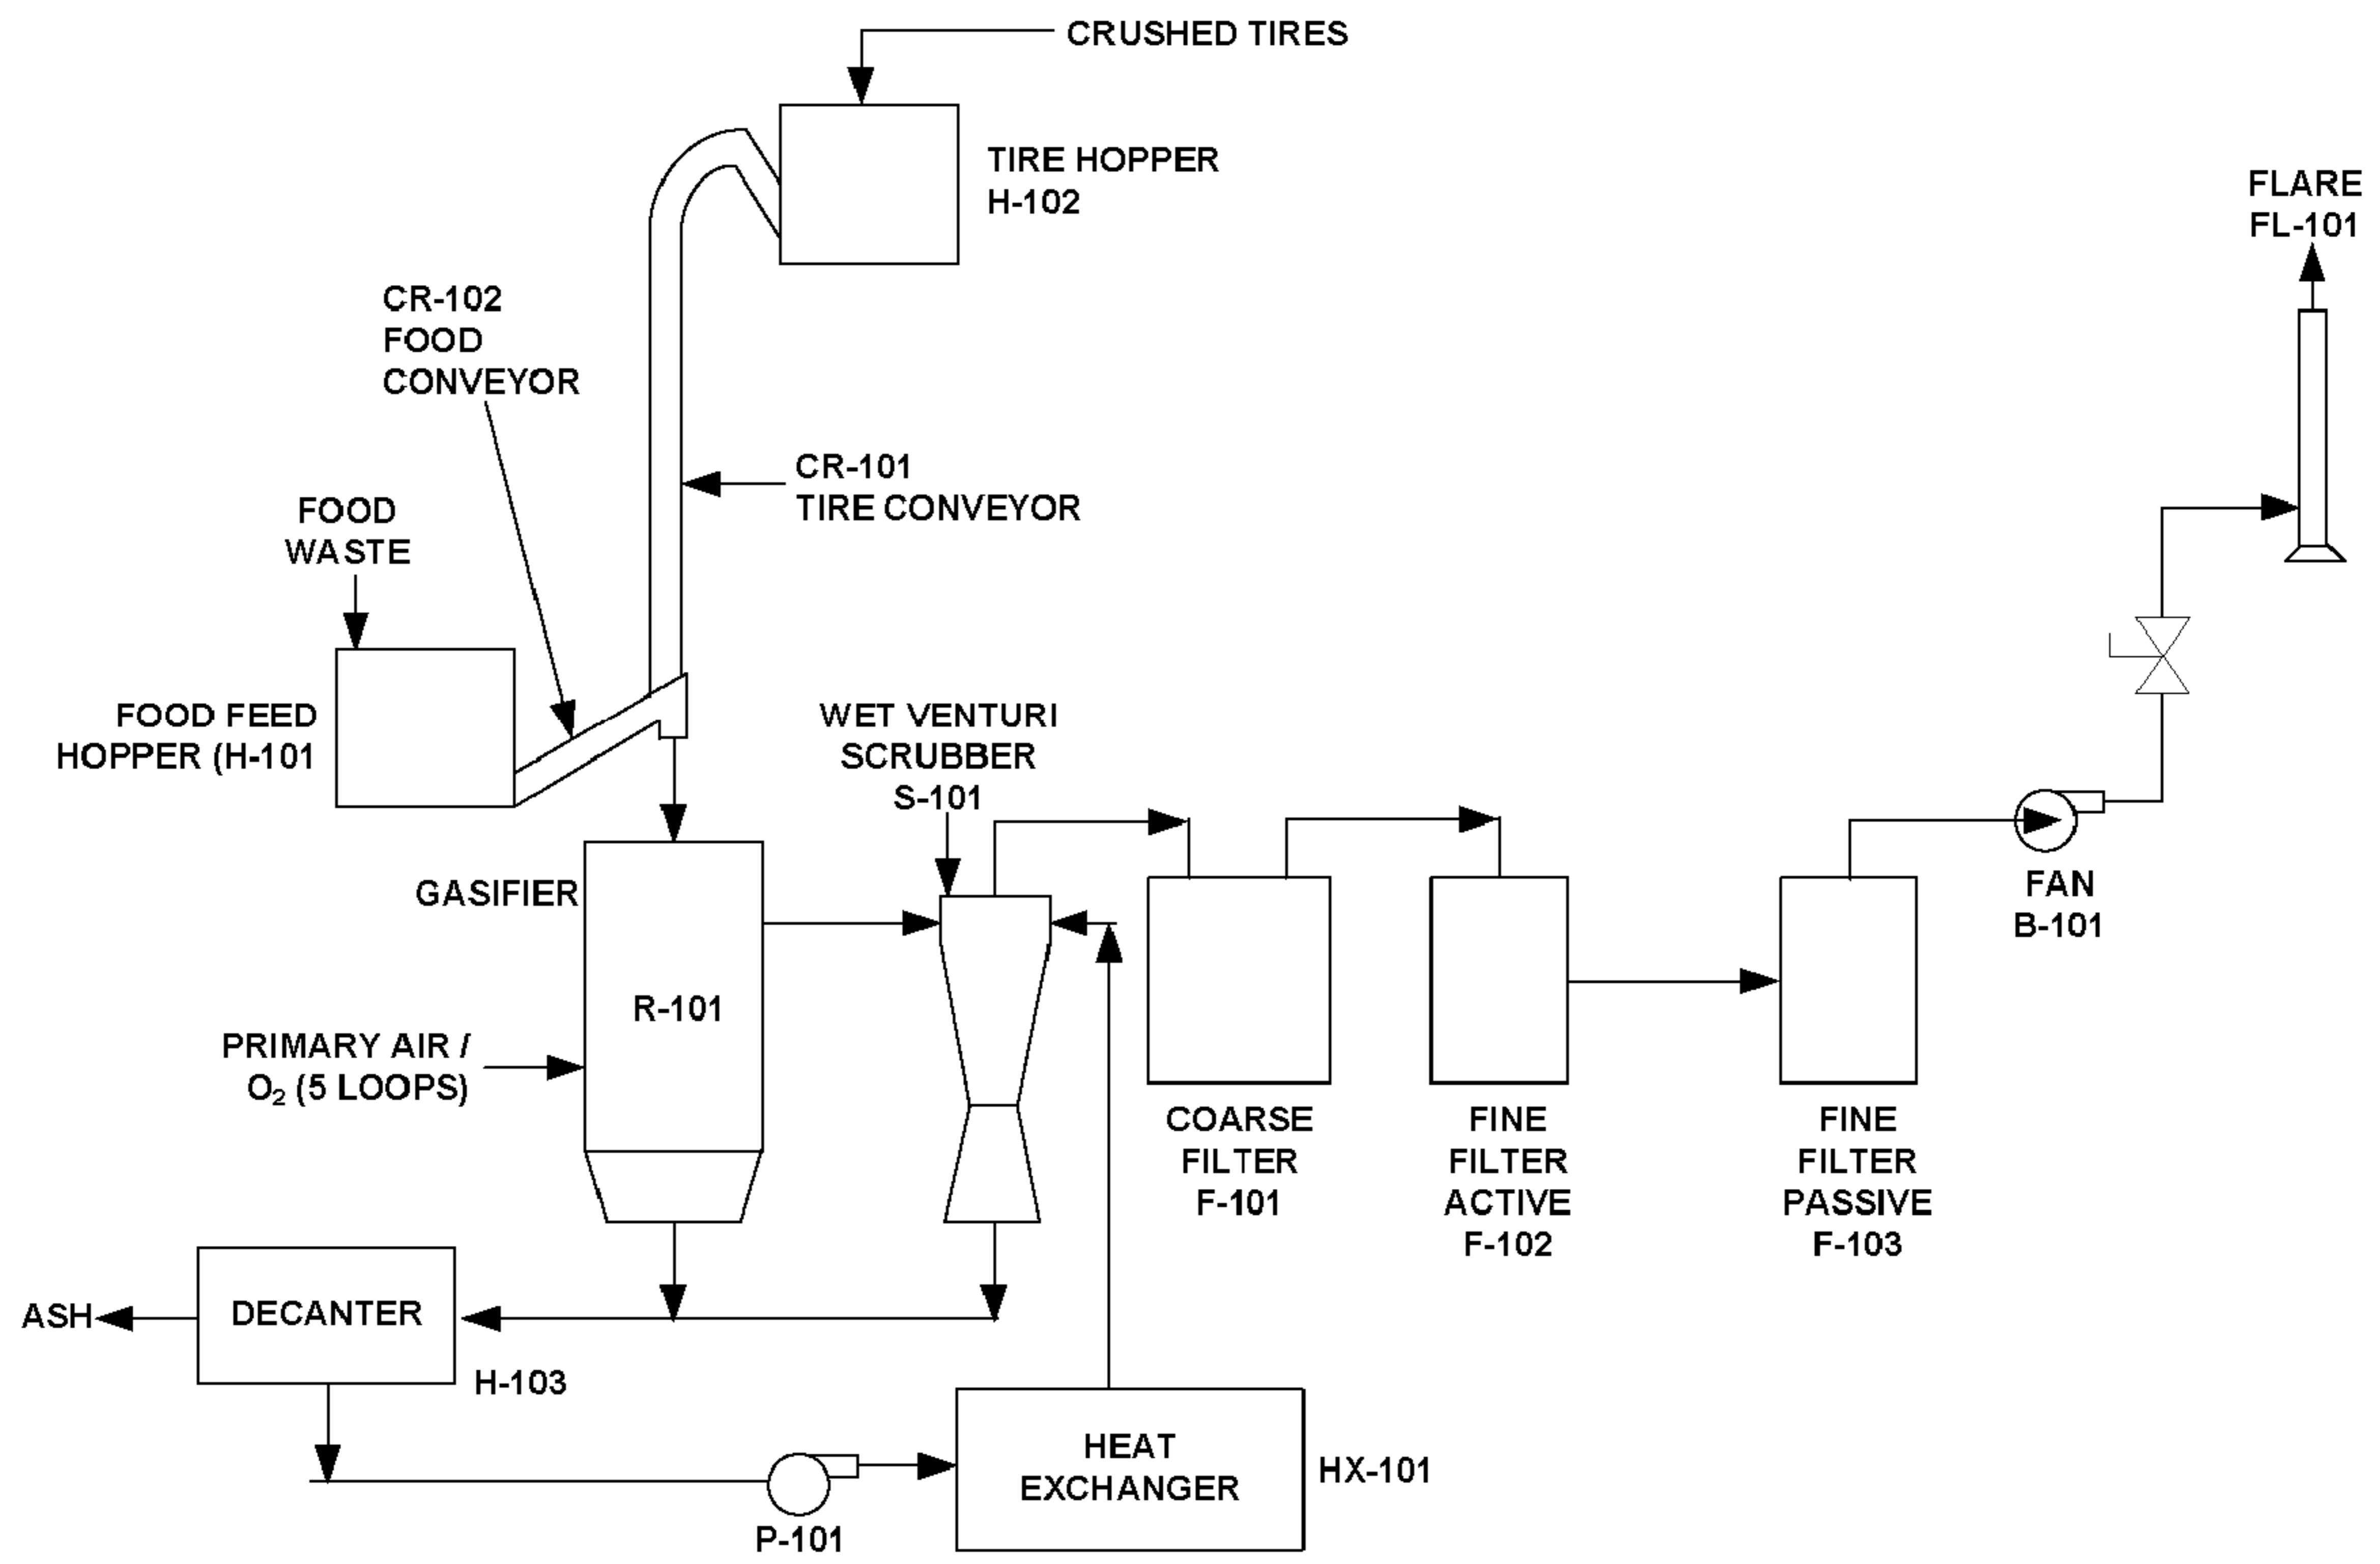 CRUSHED TIRES
TIRE HOPPER
H-102
FLARE
FL-101
CR-102
FOOD
CONVEYOR
CR-101
TIRE CONVEYOR
FOOD
WASTE
FOOD FEED
HOPPER (H-101
WET VENTURI
SCRUBBER
S-101
GASIFIER
R-101
PRIMARY AIR /
O₂ (5 LOOPS)
FAN
B-101
COARSE
FILTER
F-101
FINE
FILTER
ACTIVE
F-102
FINE
FILTER
PASSIVE
F-103
ASH
DECANTER
H-103
HEAT
EXCHANGER
HX-101
P-101